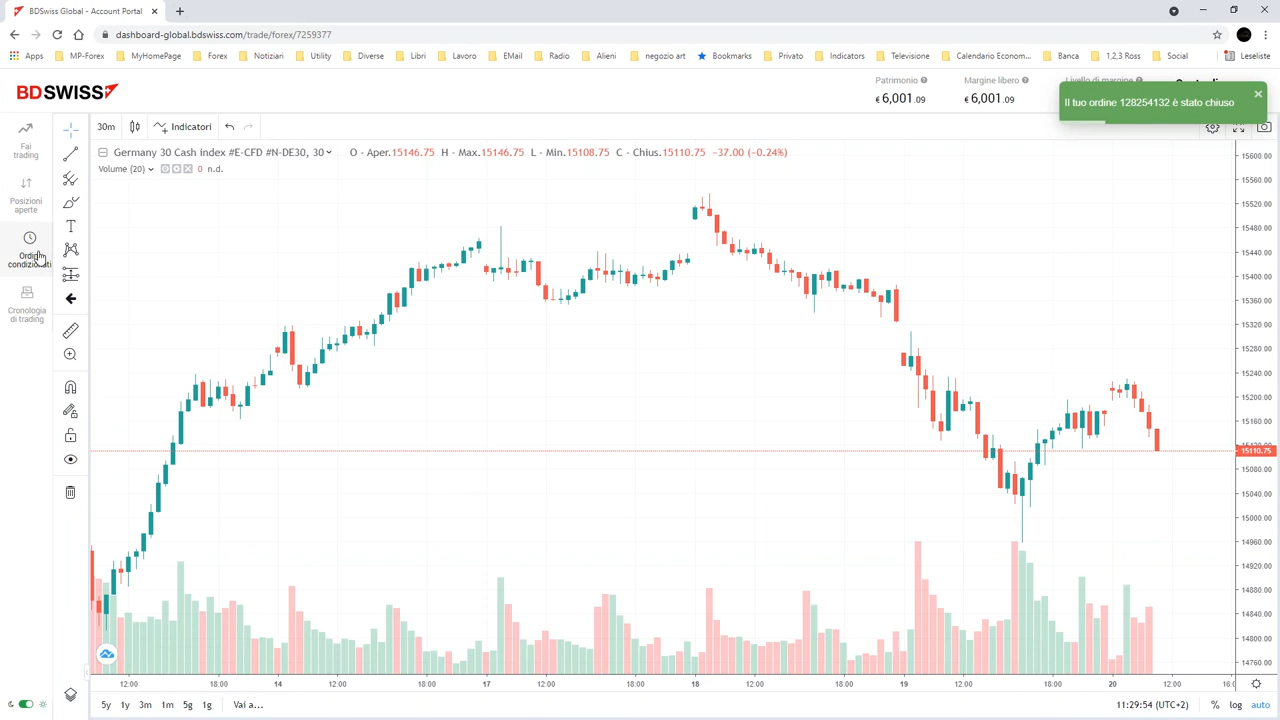 BDSwiss Global - Account Portal
dashboard-global.bdswiss.com/trade/forex/7259377
Apps MP-Forex MyHomePage Forex Notiziari Utility Diverse Libri Lavoro EMail Radio Alieni negozio art Bookmarks Privato Indicators Televisione Calendario Econom... Banca 1,2,3 Ross Social Leseliste
BDSWISS
Patrimonio Margine libero Livello di margine
€ 6,001.09 € 6,001.09
Il tuo ordine 128254132 è stato chiuso
30m Indicatori
Fai
trading
Posizioni
aperte
Ordini
condizionati
Cronologia
di trading
Germany 30 Cash index #E-CFD #N-DE30, 30 O - Aper.15146.75 H - Max.15146.75 L - Min.15108.75 C - Chius.15110.75 −37.00 (−0.24%)
Volume (20) 0 n.d.
15600.00
15560.00
15520.00
15480.00
15440.00
15400.00
15360.00
15320.00
15280.00
15240.00
15200.00
15160.00
15110.75
15080.00
15040.00
15000.00
14960.00
14920.00
14880.00
14840.00
14800.00
14760.00
12:00 18:00 14 12:00 18:00 17 12:00 18:00 18 12:00 18:00 19 12:00 18:00 20 12:00
5y 1y 3m 1m 5g 1g Vai a... 11:29:54 (UTC+2) % log auto